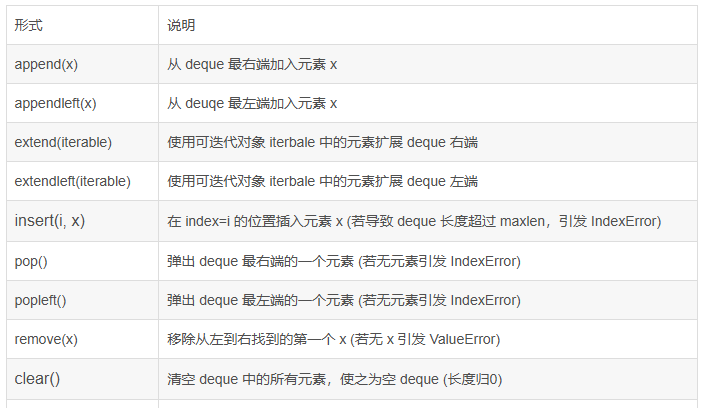 形式 说明
append(x) 从 deque 最右端加入元素 x
appendleft(x) 从 deuqe 最左端加入元素 x
extend(iterable) 使用可迭代对象 iterbale 中的元素扩展 deque 右端
extendleft(iterable) 使用可迭代对象 iterbale 中的元素扩展 deque 左端
insert(i, x) 在 index=i 的位置插入元素 x (若导致 deque 长度超过 maxlen，引发 IndexError)
pop() 弹出 deque 最右端的一个元素 (若无元素引发 IndexError)
popleft() 弹出 deque 最左端的一个元素 (若无元素引发 IndexError)
remove(x) 移除从左到右找到的第一个 x (若无 x 引发 ValueError)
clear() 清空 deque 中的所有元素，使之为空 deque (长度归0)